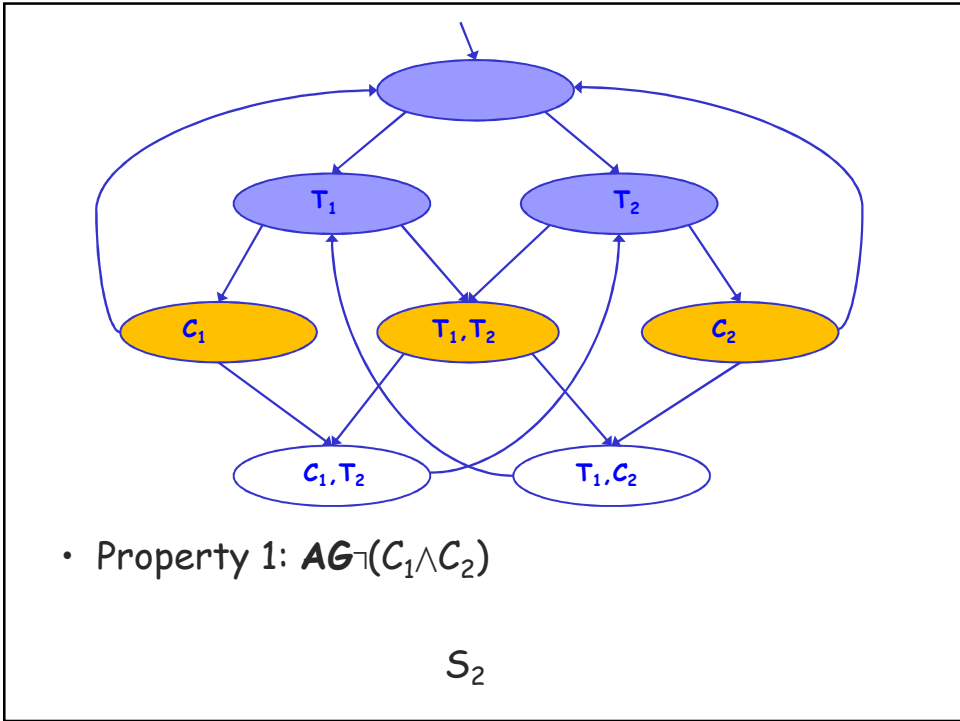 T₁ T₂
C₁ T₁,T₂ C₂
C₁,T₂ T₁,C₂
• Property 1: AG¬(C₁∧C₂)
S₂